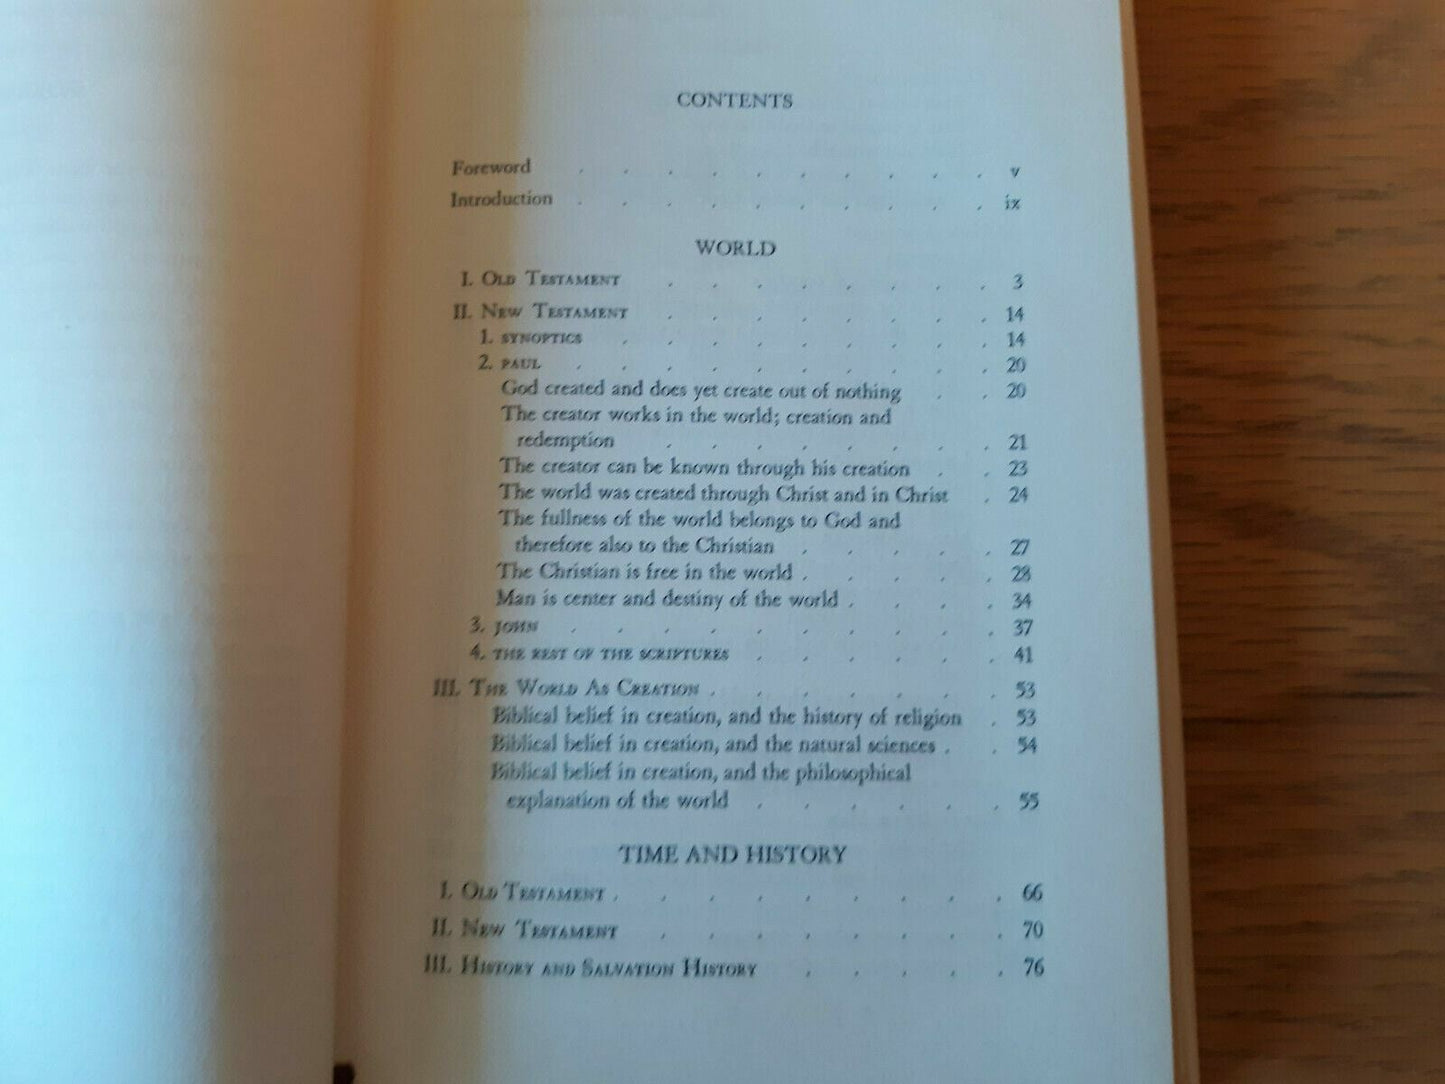 CONTENTS
Foreword . . . . . . . . . . v
Introduction . . . . . . . . . . ix
WORLD
I. OLD TESTAMENT . . . . . . . . 3
II. NEW TESTAMENT . . . . . . . . 14
1. SYNOPTICS . . . . . . . . . 14
2. PAUL . . . . . . . . . . 20
God created and does yet create out of nothing . . 20
The creator works in the world; creation and
redemption . . . . . . . . 21
The creator can be known through his creation . . 23
The world was created through Christ and in Christ . 24
The fullness of the world belongs to God and
therefore also to the Christian . . . . . 27
The Christian is free in the world . . . . . 28
Man is center and destiny of the world . . . . 34
3. JOHN . . . . . . . . . . 37
4. THE REST OF THE SCRIPTURES . . . . . . 41
III. THE WORLD AS CREATION . . . . . . . 53
Biblical belief in creation, and the history of religion . 53
Biblical belief in creation, and the natural sciences . . 54
Biblical belief in creation, and the philosophical
explanation of the world . . . . . . 55
TIME AND HISTORY
I. OLD TESTAMENT . . . . . . . . . 66
II. NEW TESTAMENT . . . . . . . . 70
III. HISTORY AND SALVATION HISTORY . . . . . 76